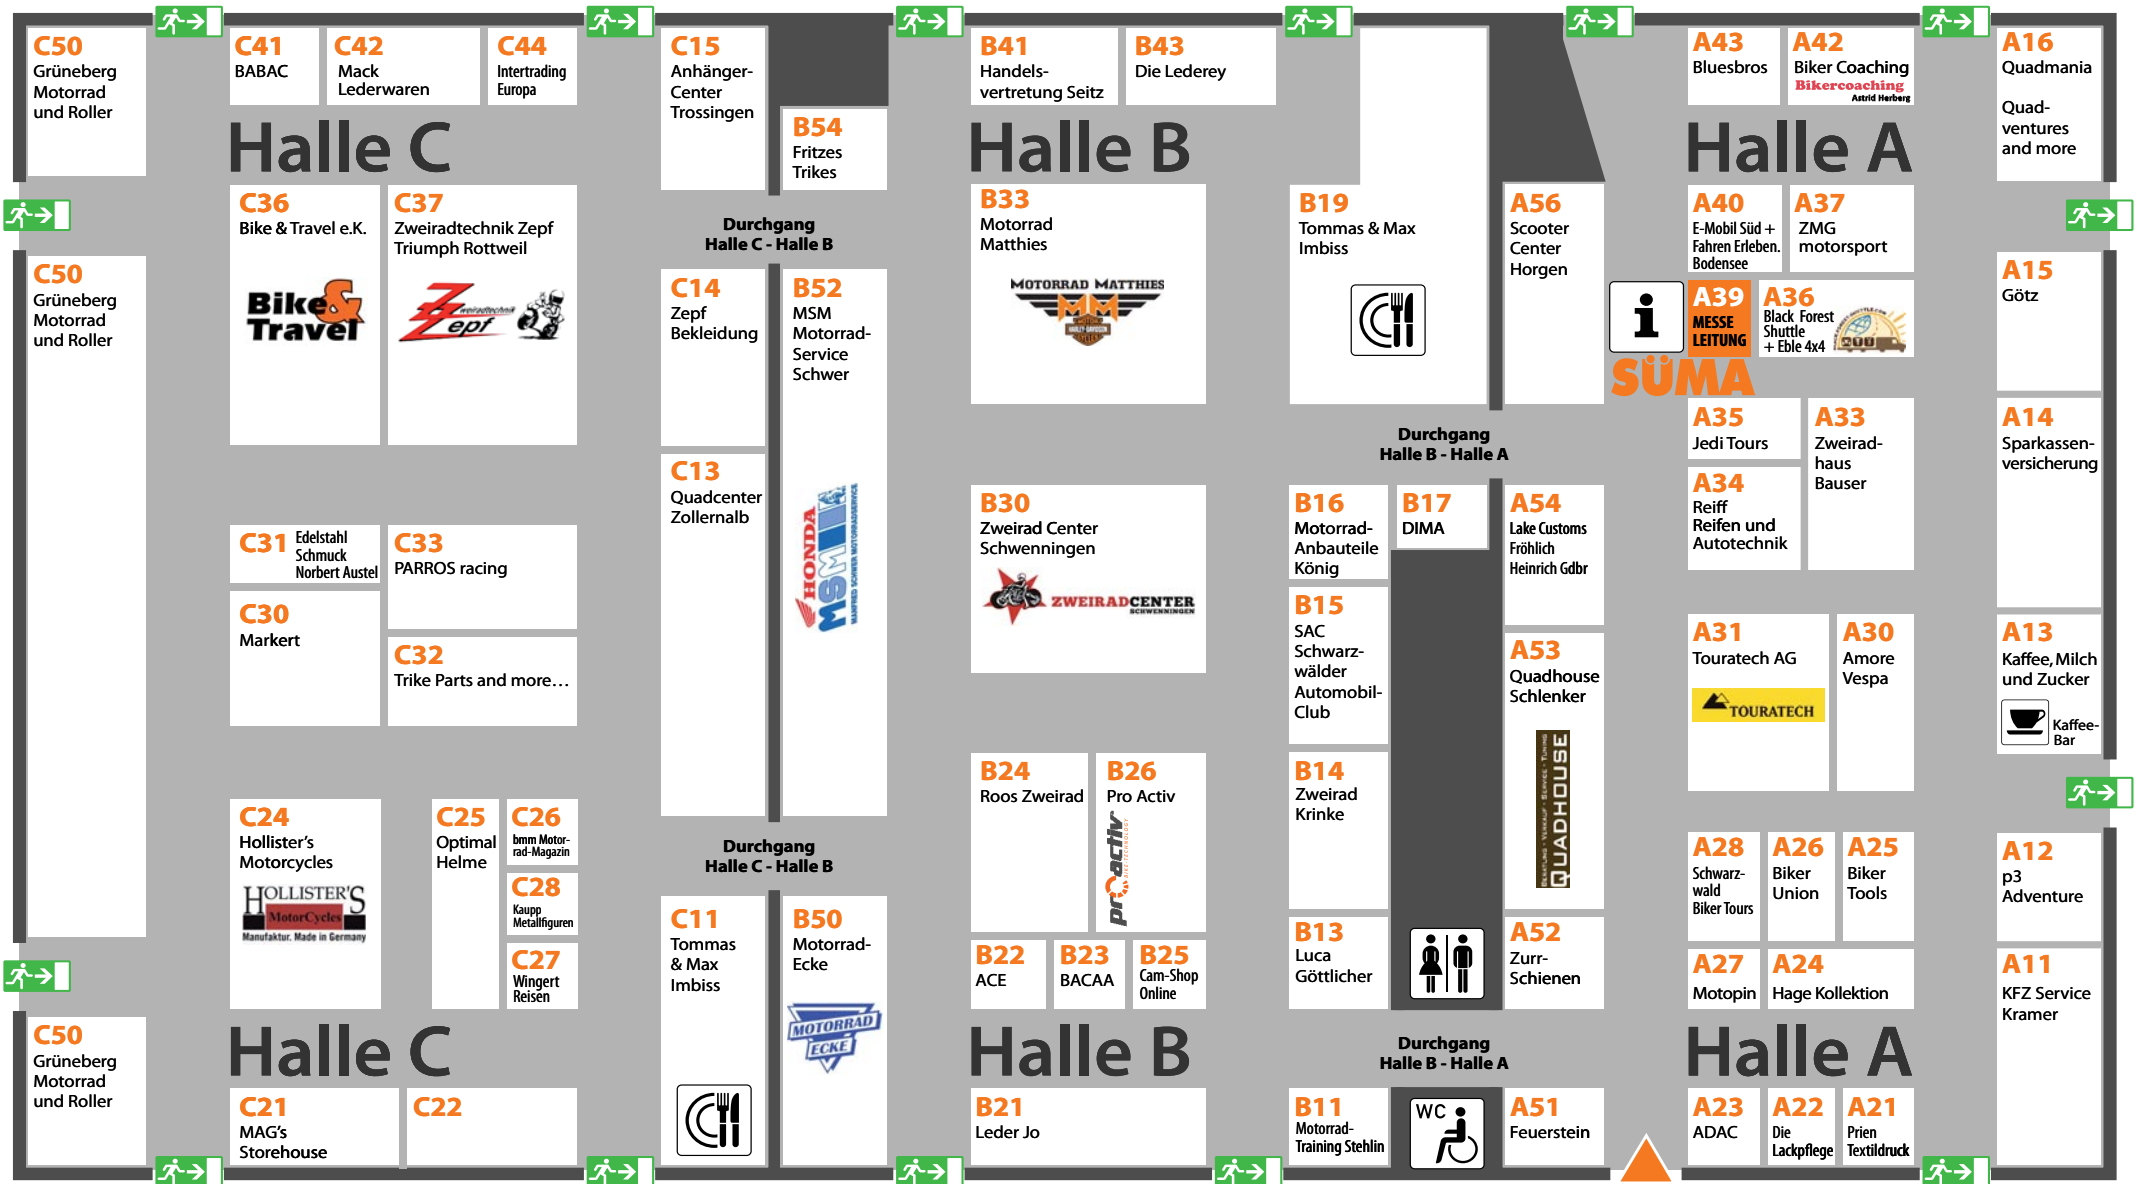 C50
Grüneberg
Motorrad
und Roller
C41
BABAC
C42
Mack
Lederwaren
C44
Intertrading
Europa
C15
Anhänger-
Center
Trossingen
B54
Fritzes
Trikes
B41
Handels-
vertretung Seitz
B43
Die Lederey
A43
Bluesbros
A42
Biker Coaching
Bikercoaching
Astrid Herberg
A16
Quadmania
Quad-
ventures
and more
Halle C
Halle B
Halle A
C36
Bike & Travel e.K.
Bike &
Travel
C37
Zweiradtechnik Zepf
Triumph Rottweil
Zweiradtechnik
Zepf
Durchgang
Halle C - Halle B
B33
Motorrad
Matthies
MOTORRAD MATTHIES
MM
HARLEY-DAVIDSON
B19
Tommas & Max
Imbiss
A56
Scooter
Center
Horgen
A40
E-Mobil Süd +
Fahren Erleben.
Bodensee
A37
ZMG
motorsport
C50
Grüneberg
Motorrad
und Roller
C14
Zepf
Bekleidung
B52
MSM
Motorrad-
Service
Schwer
HONDA
MSM
MANFRED SCHWER MOTORRADSERVICE
i
A39
MESSE
LEITUNG
SÜMA
A36
Black Forest
Shuttle
+ Eble 4x4
A15
Götz
Durchgang
Halle B - Halle A
A35
Jedi Tours
A33
Zweirad-
haus
Bauser
A34
Reiff
Reifen und
Autotechnik
A14
Sparkassen-
versicherung
C13
Quadcenter
Zollernalb
B30
Zweirad Center
Schwenningen
ZWEIRADCENTER
SCHWENNINGEN
B16
Motorrad-
Anbauteile
König
B17
DIMA
A54
Lake Customs
Fröhlich
Heinrich Gdbr
C31
Edelstahl
Schmuck
Norbert Austel
C33
PARROS racing
C30
Markert
C32
Trike Parts and more…
B15
SAC
Schwarz-
wälder
Automobil-
Club
A53
Quadhouse
Schlenker
BERATUNG · VERKAUF · SERVICE · TUNING
QUADHOUSE
A31
Touratech AG
TOURATECH
A30
Amore
Vespa
A13
Kaffee, Milch
und Zucker
Kaffee-
Bar
B24
Roos Zweirad
B26
Pro Activ
proactiv
B14
Zweirad
Krinke
C24
Hollister's
Motorcycles
HOLLISTER'S
MotorCycles
Manufaktur. Made in Germany
C25
Optimal
Helme
C26
bmm Motor-
rad-Magazin
C28
Kaupp
Metallfiguren
C27
Wingert
Reisen
Durchgang
Halle C - Halle B
A28
Schwarz-
wald
Biker Tours
A26
Biker
Union
A25
Biker
Tools
A12
p3
Adventure
C11
Tommas
& Max
Imbiss
B50
Motorrad-
Ecke
MOTORRAD
ECKE
B22
ACE
B23
BACAA
B25
Cam-Shop
Online
B13
Luca
Göttlicher
A52
Zurr-
Schienen
A27
Motopin
A24
Hage Kollektion
A11
KFZ Service
Kramer
C50
Grüneberg
Motorrad
und Roller
Halle C
Halle B
Durchgang
Halle B - Halle A
Halle A
C21
MAG's
Storehouse
C22
B21
Leder Jo
B11
Motorrad-
Training Stehlin
WC
A51
Feuerstein
A23
ADAC
A22
Die
Lackpflege
A21
Prien
Textildruck